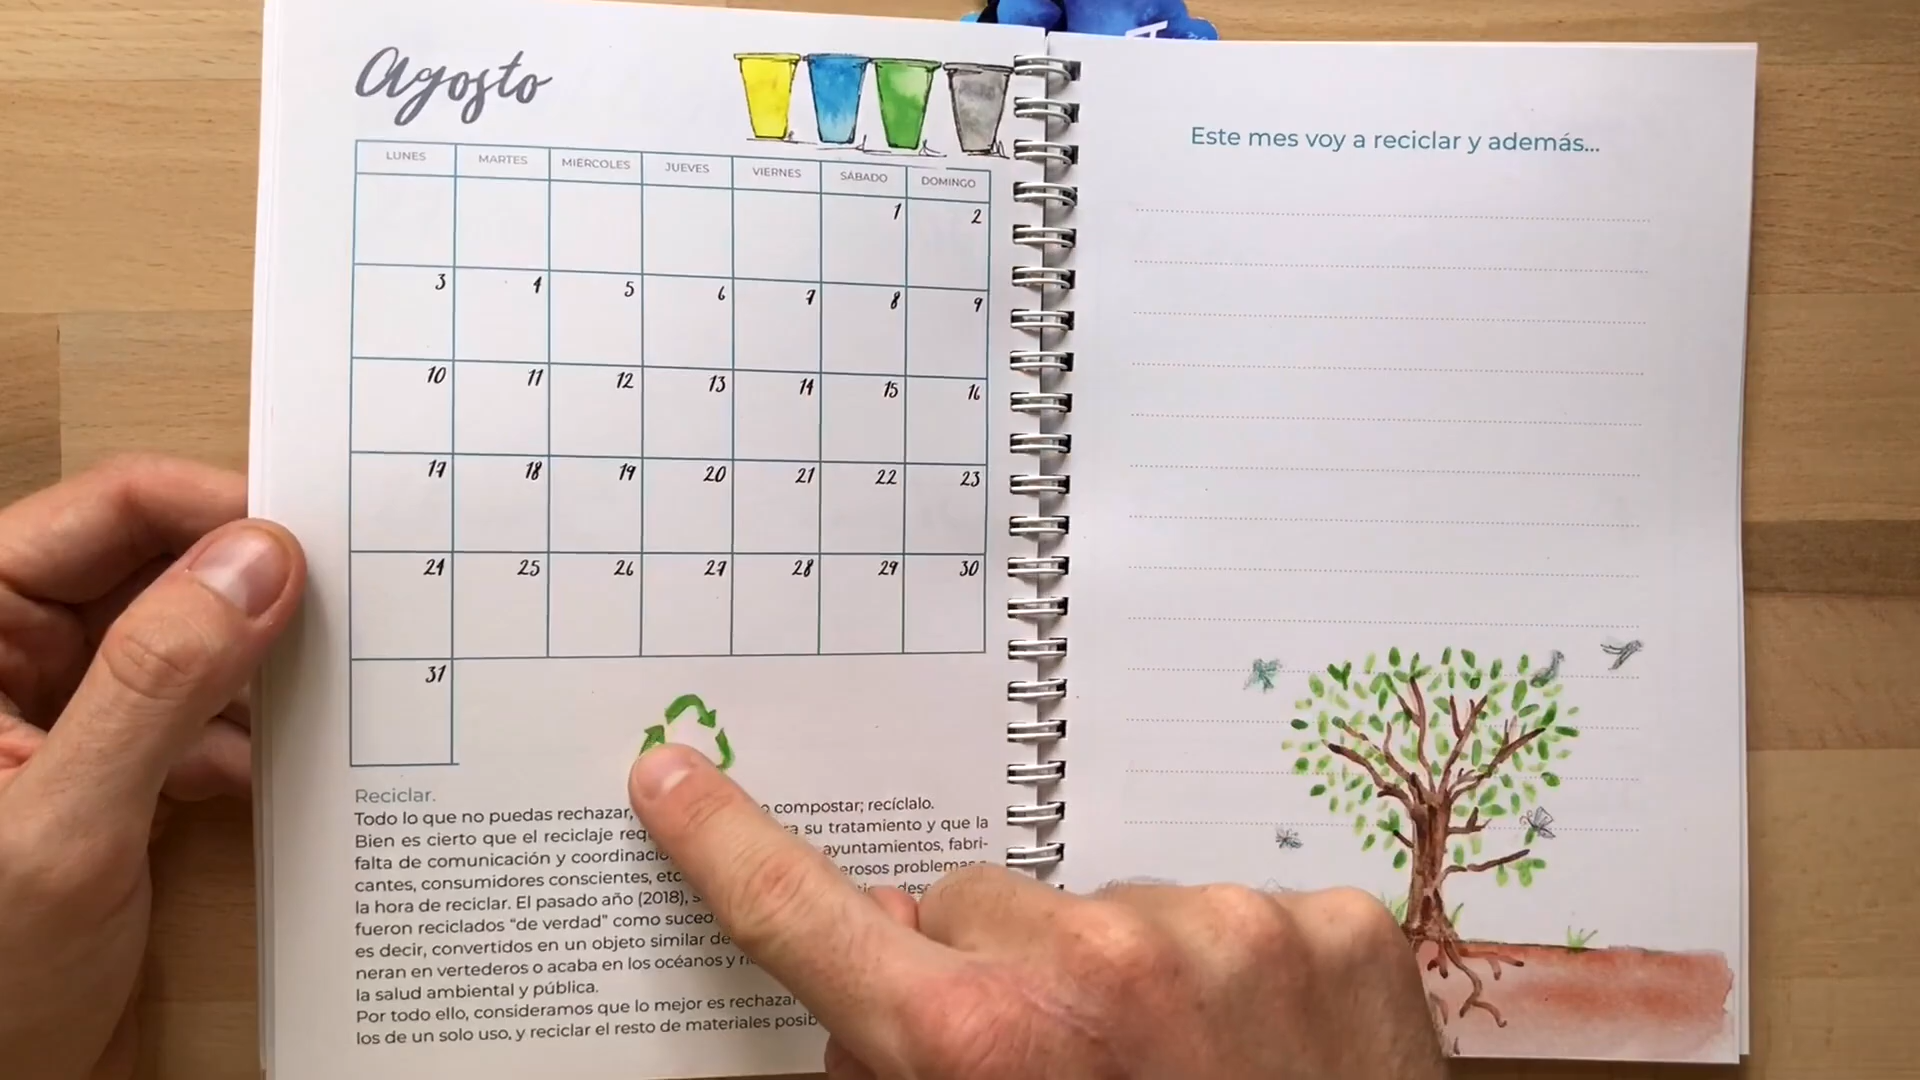 Agosto
LUNES MARTES MIERCOLES JUEVES VIERNES SÁBADO DOMINGO
1 2
3 4 5 6 7 8 9
10 11 12 13 14 15 16
17 18 19 20 21 22 23
24 25 26 27 28 29 30
31
Reciclar.
Todo lo que no puedas rechazar, compostar; recíclalo.
Bien es cierto que el reciclaje su tratamiento y que la
falta de comunicación y ayuntamientos, fabri-
cantes, consumidores conscientes, etc
la hora de reciclar. El pasado año (2018),
fueron reciclados "de verdad" como
es decir, convertidos en un objeto similar
neran en vertederos o acaba en los océanos y
la salud ambiental y pública.
Por todo ello, consideramos que lo mejor es rechazar
los de un solo uso, y reciclar el resto de materiales
Este mes voy a reciclar y además...